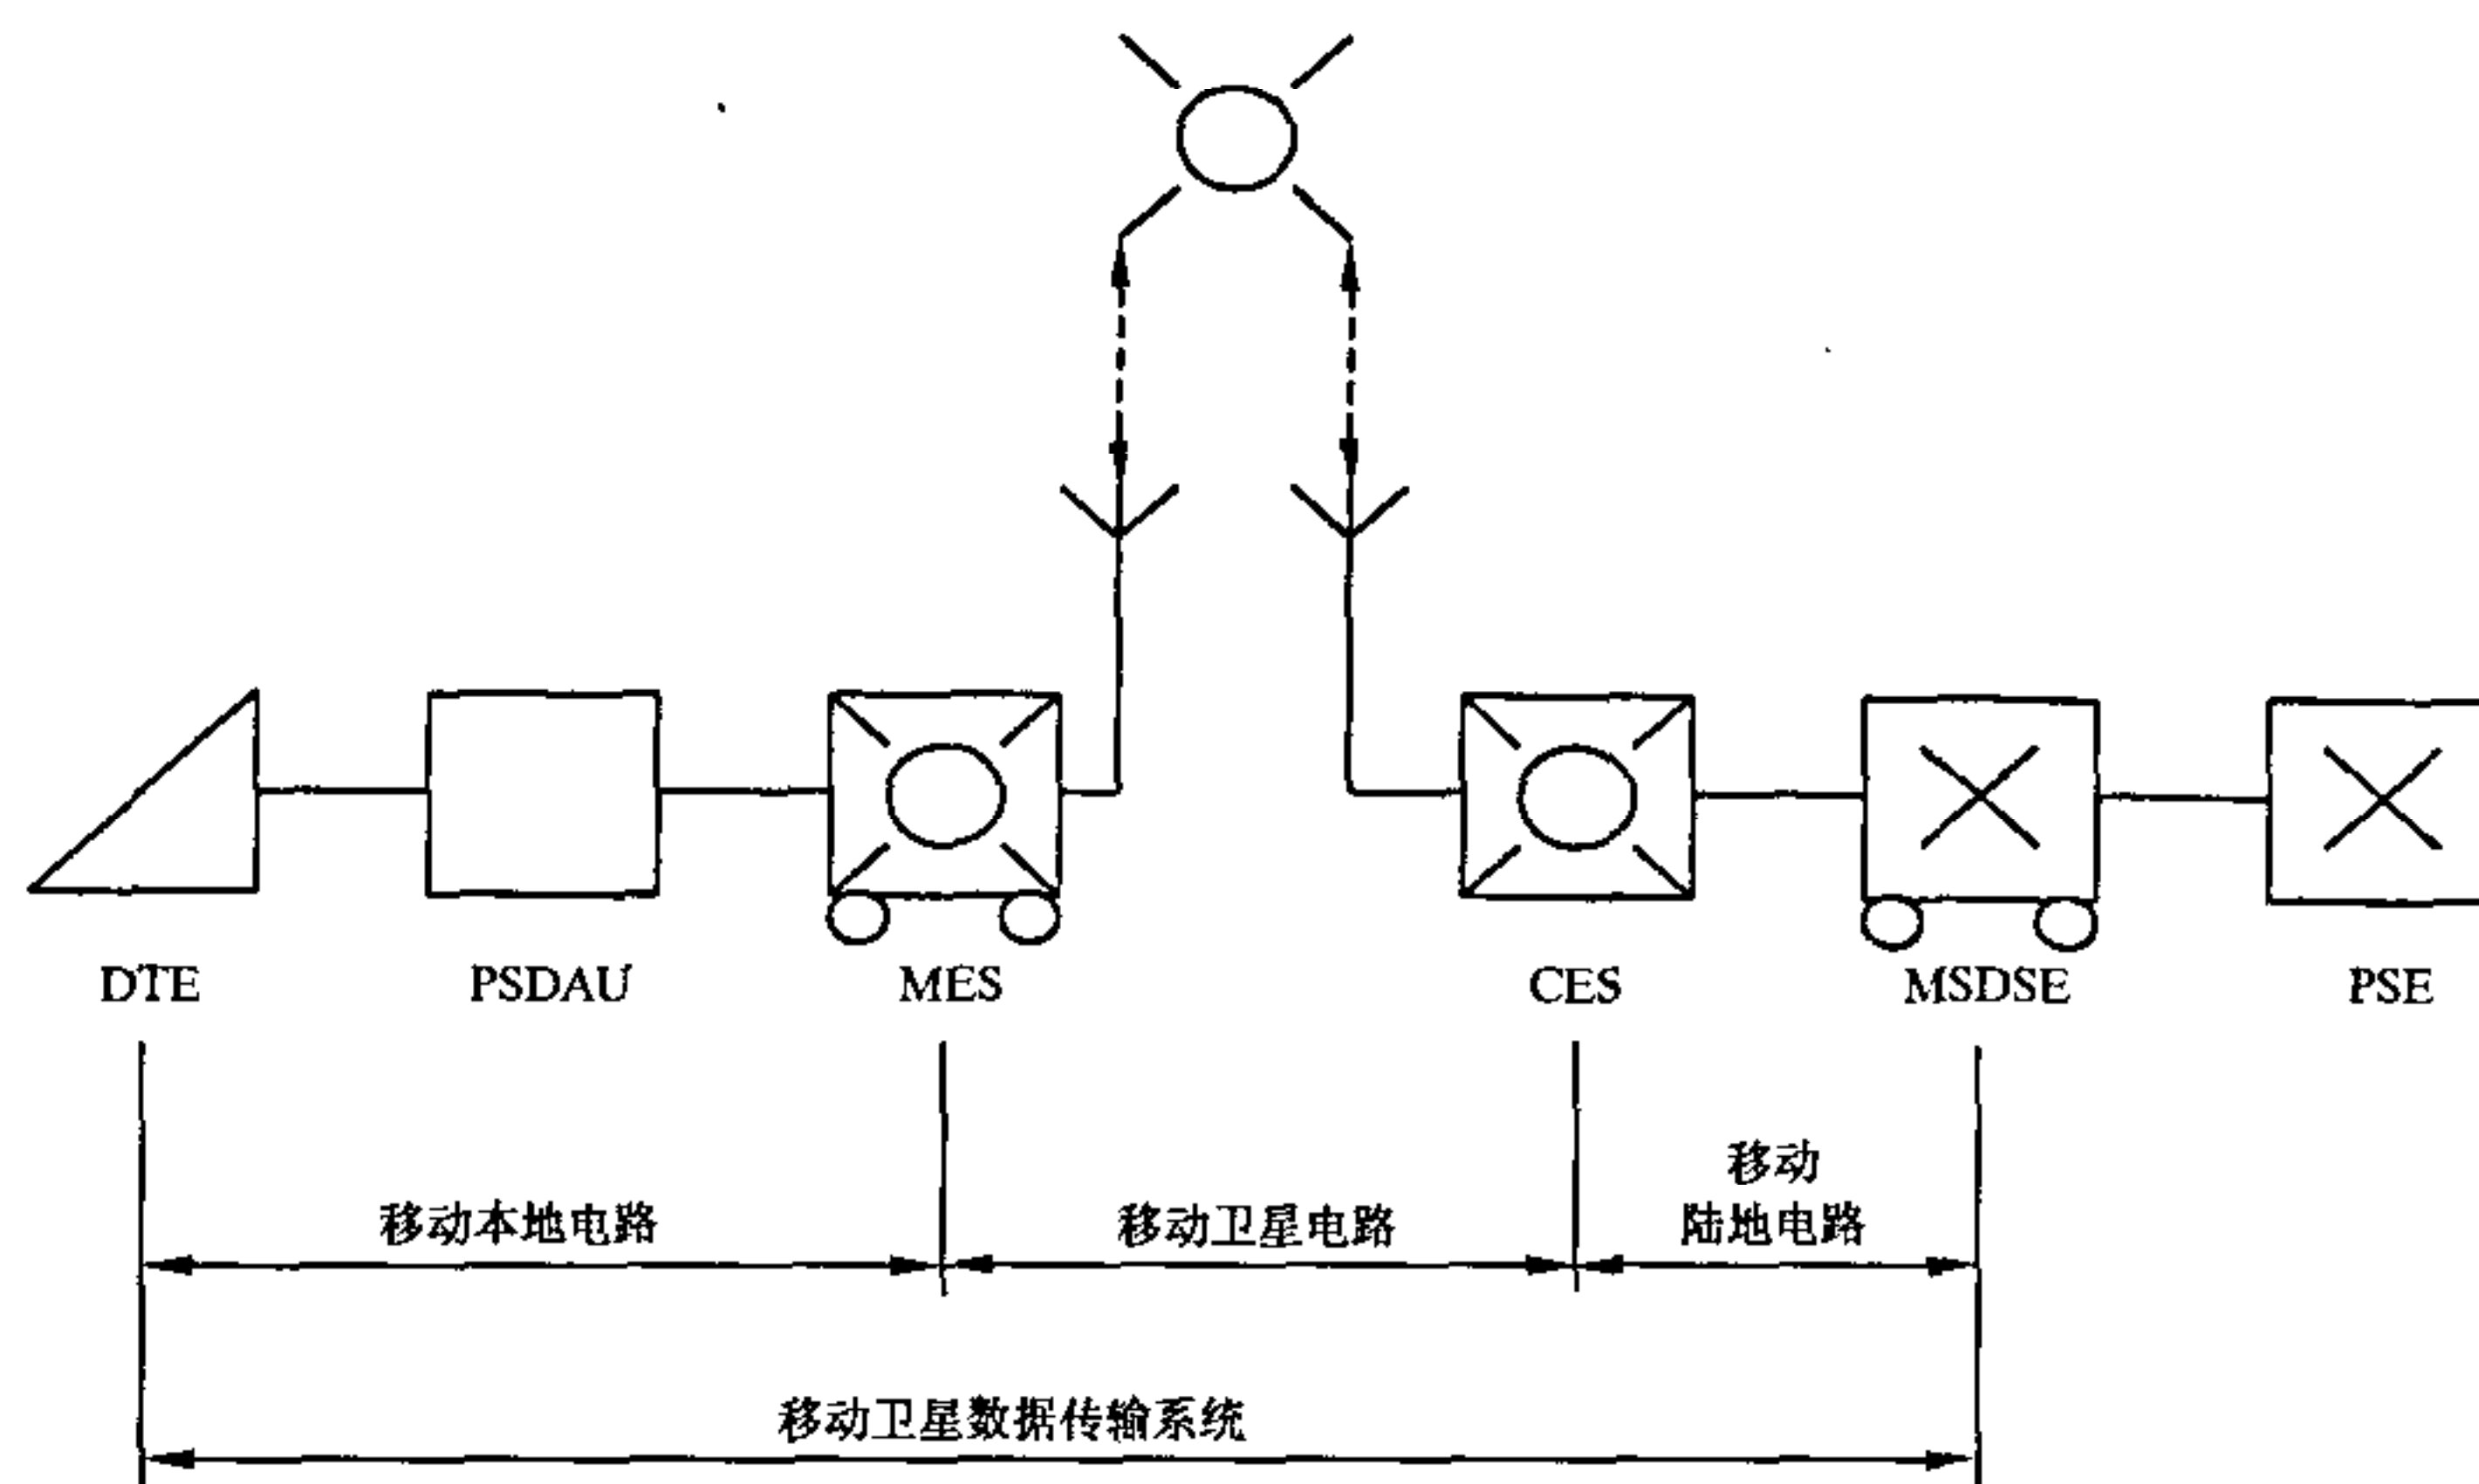 DTE PSDAU MES CES MSDSE PSE
移动本地电路
移动卫星电路
移动
陆地电路
移动卫星数据传输系统